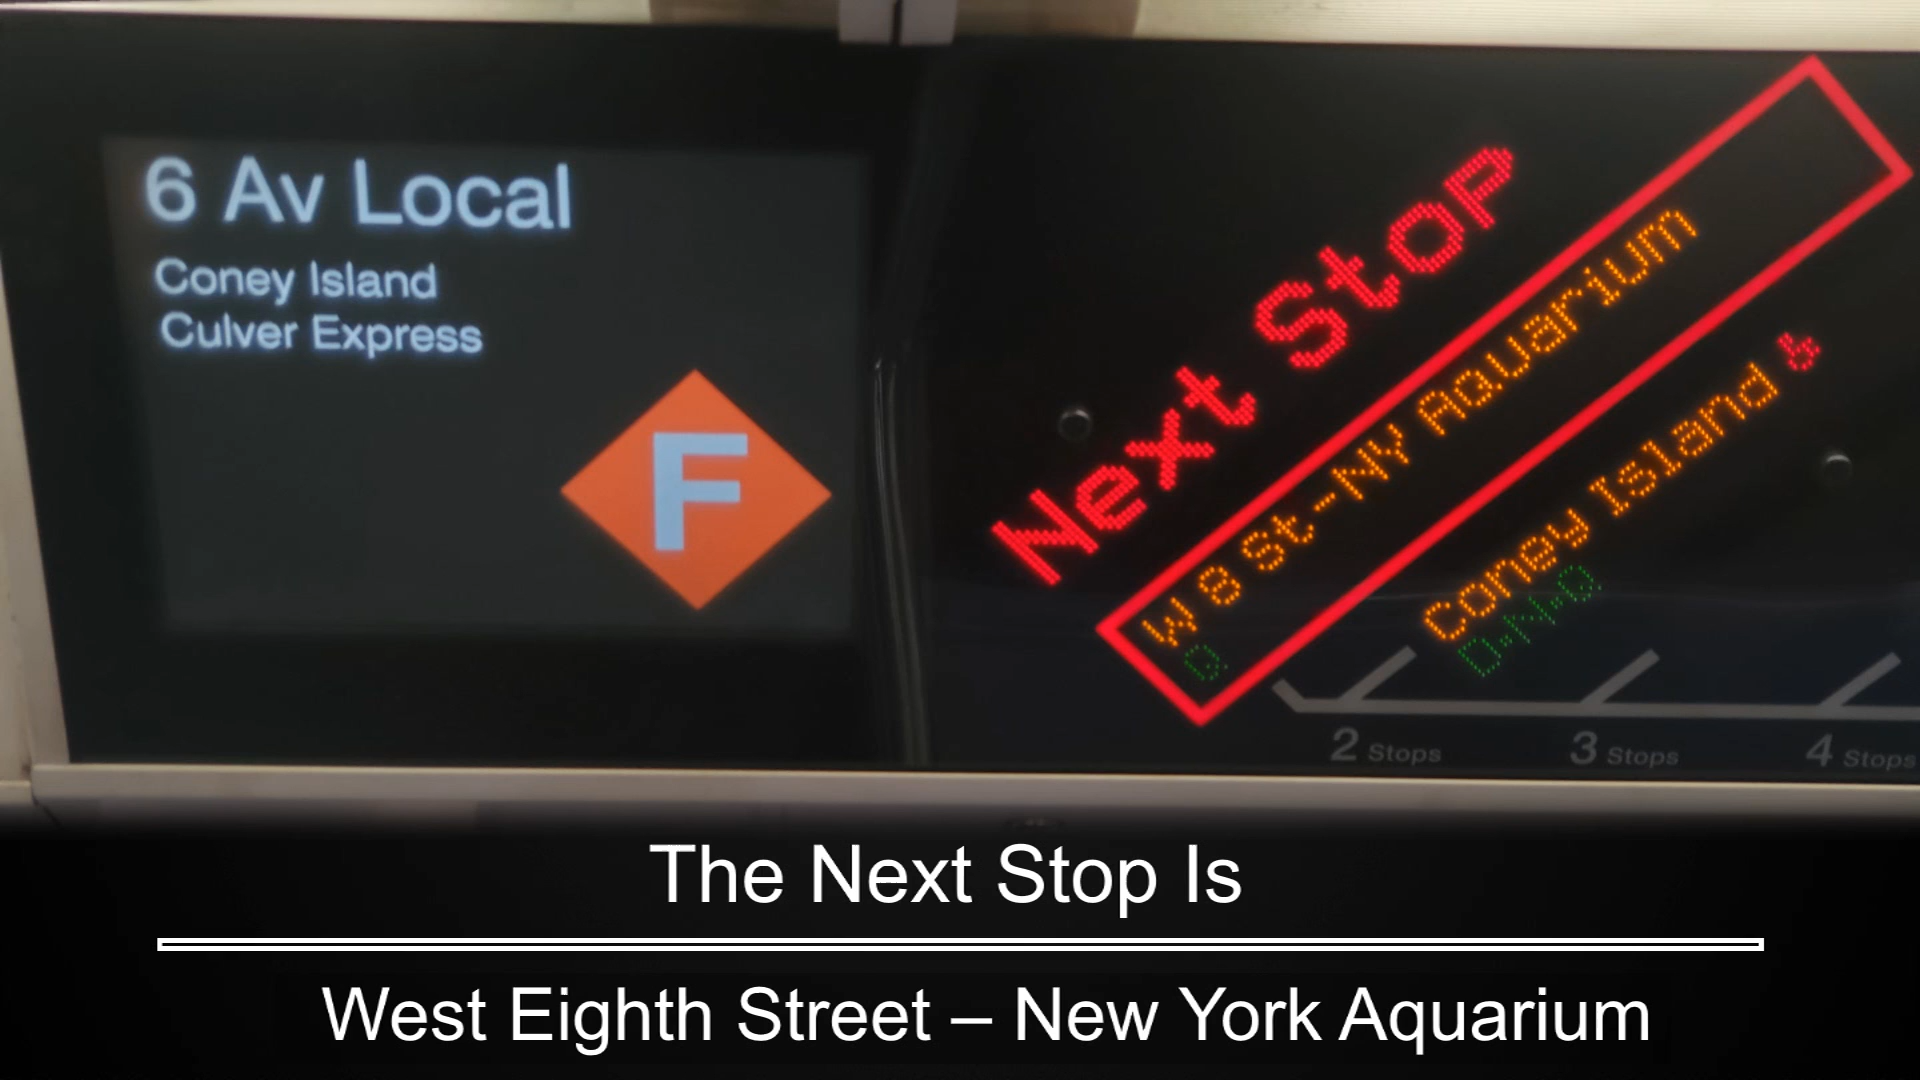 6 Av Local
Coney Island
Culver Express
F
Next Stop
W 8 St-NY Aquarium
Q
Coney Island ♿
D•N•Q
2 Stops
3 Stops
4 Stops
The Next Stop Is
West Eighth Street – New York Aquarium